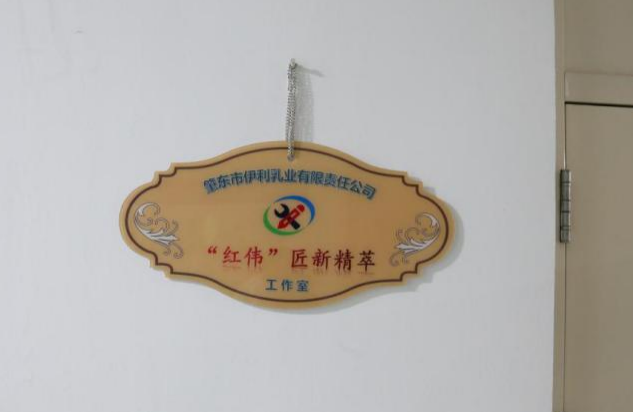 肇东市伊利乳业有限责任公司
“红伟”匠新精萃
工作室